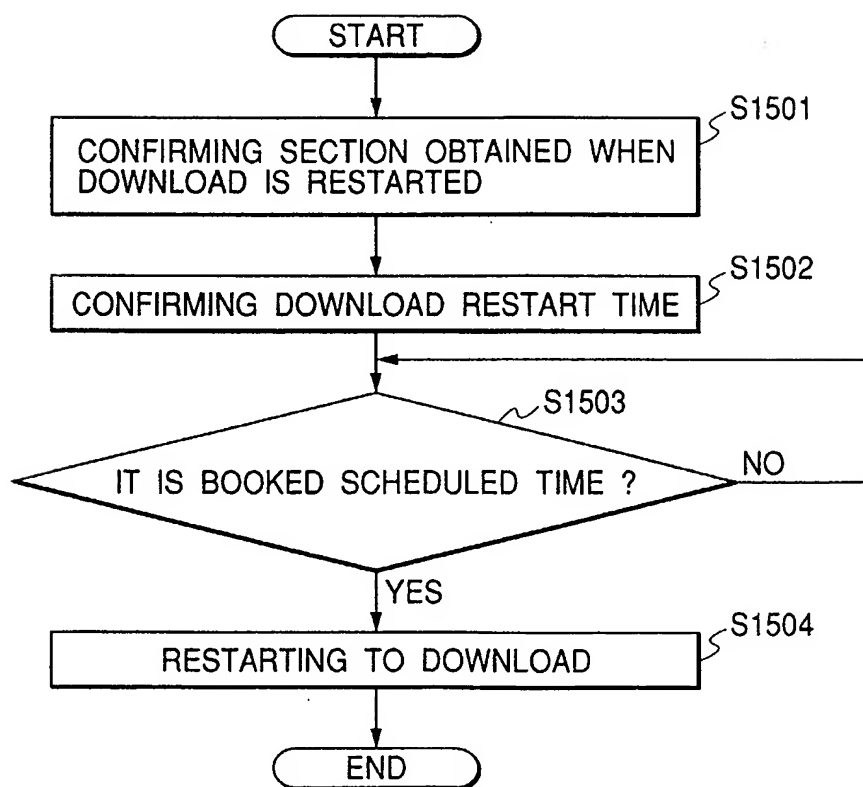 START
S1501
CONFIRMING SECTION OBTAINED WHEN
DOWNLOAD IS RESTARTED
S1502
CONFIRMING DOWNLOAD RESTART TIME
S1503
IT IS BOOKED SCHEDULED TIME ?
NO
YES
S1504
RESTARTING TO DOWNLOAD
END